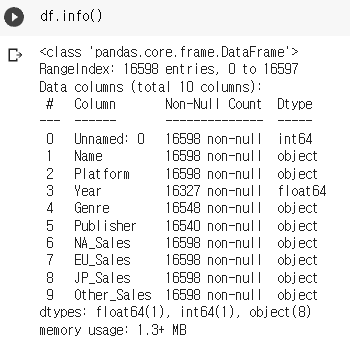 df.info()
<class 'pandas.core.frame.DataFrame'>
RangeIndex: 16598 entries, 0 to 16597
Data columns (total 10 columns):
 #   Column       Non-Null Count  Dtype
---  ------       --------------  -----
 0   Unnamed: 0   16598 non-null  int64
 1   Name         16598 non-null  object
 2   Platform     16598 non-null  object
 3   Year         16327 non-null  float64
 4   Genre        16548 non-null  object
 5   Publisher    16540 non-null  object
 6   NA_Sales     16598 non-null  object
 7   EU_Sales     16598 non-null  object
 8   JP_Sales     16598 non-null  object
 9   Other_Sales  16598 non-null  object
dtypes: float64(1), int64(1), object(8)
memory usage: 1.3+ MB